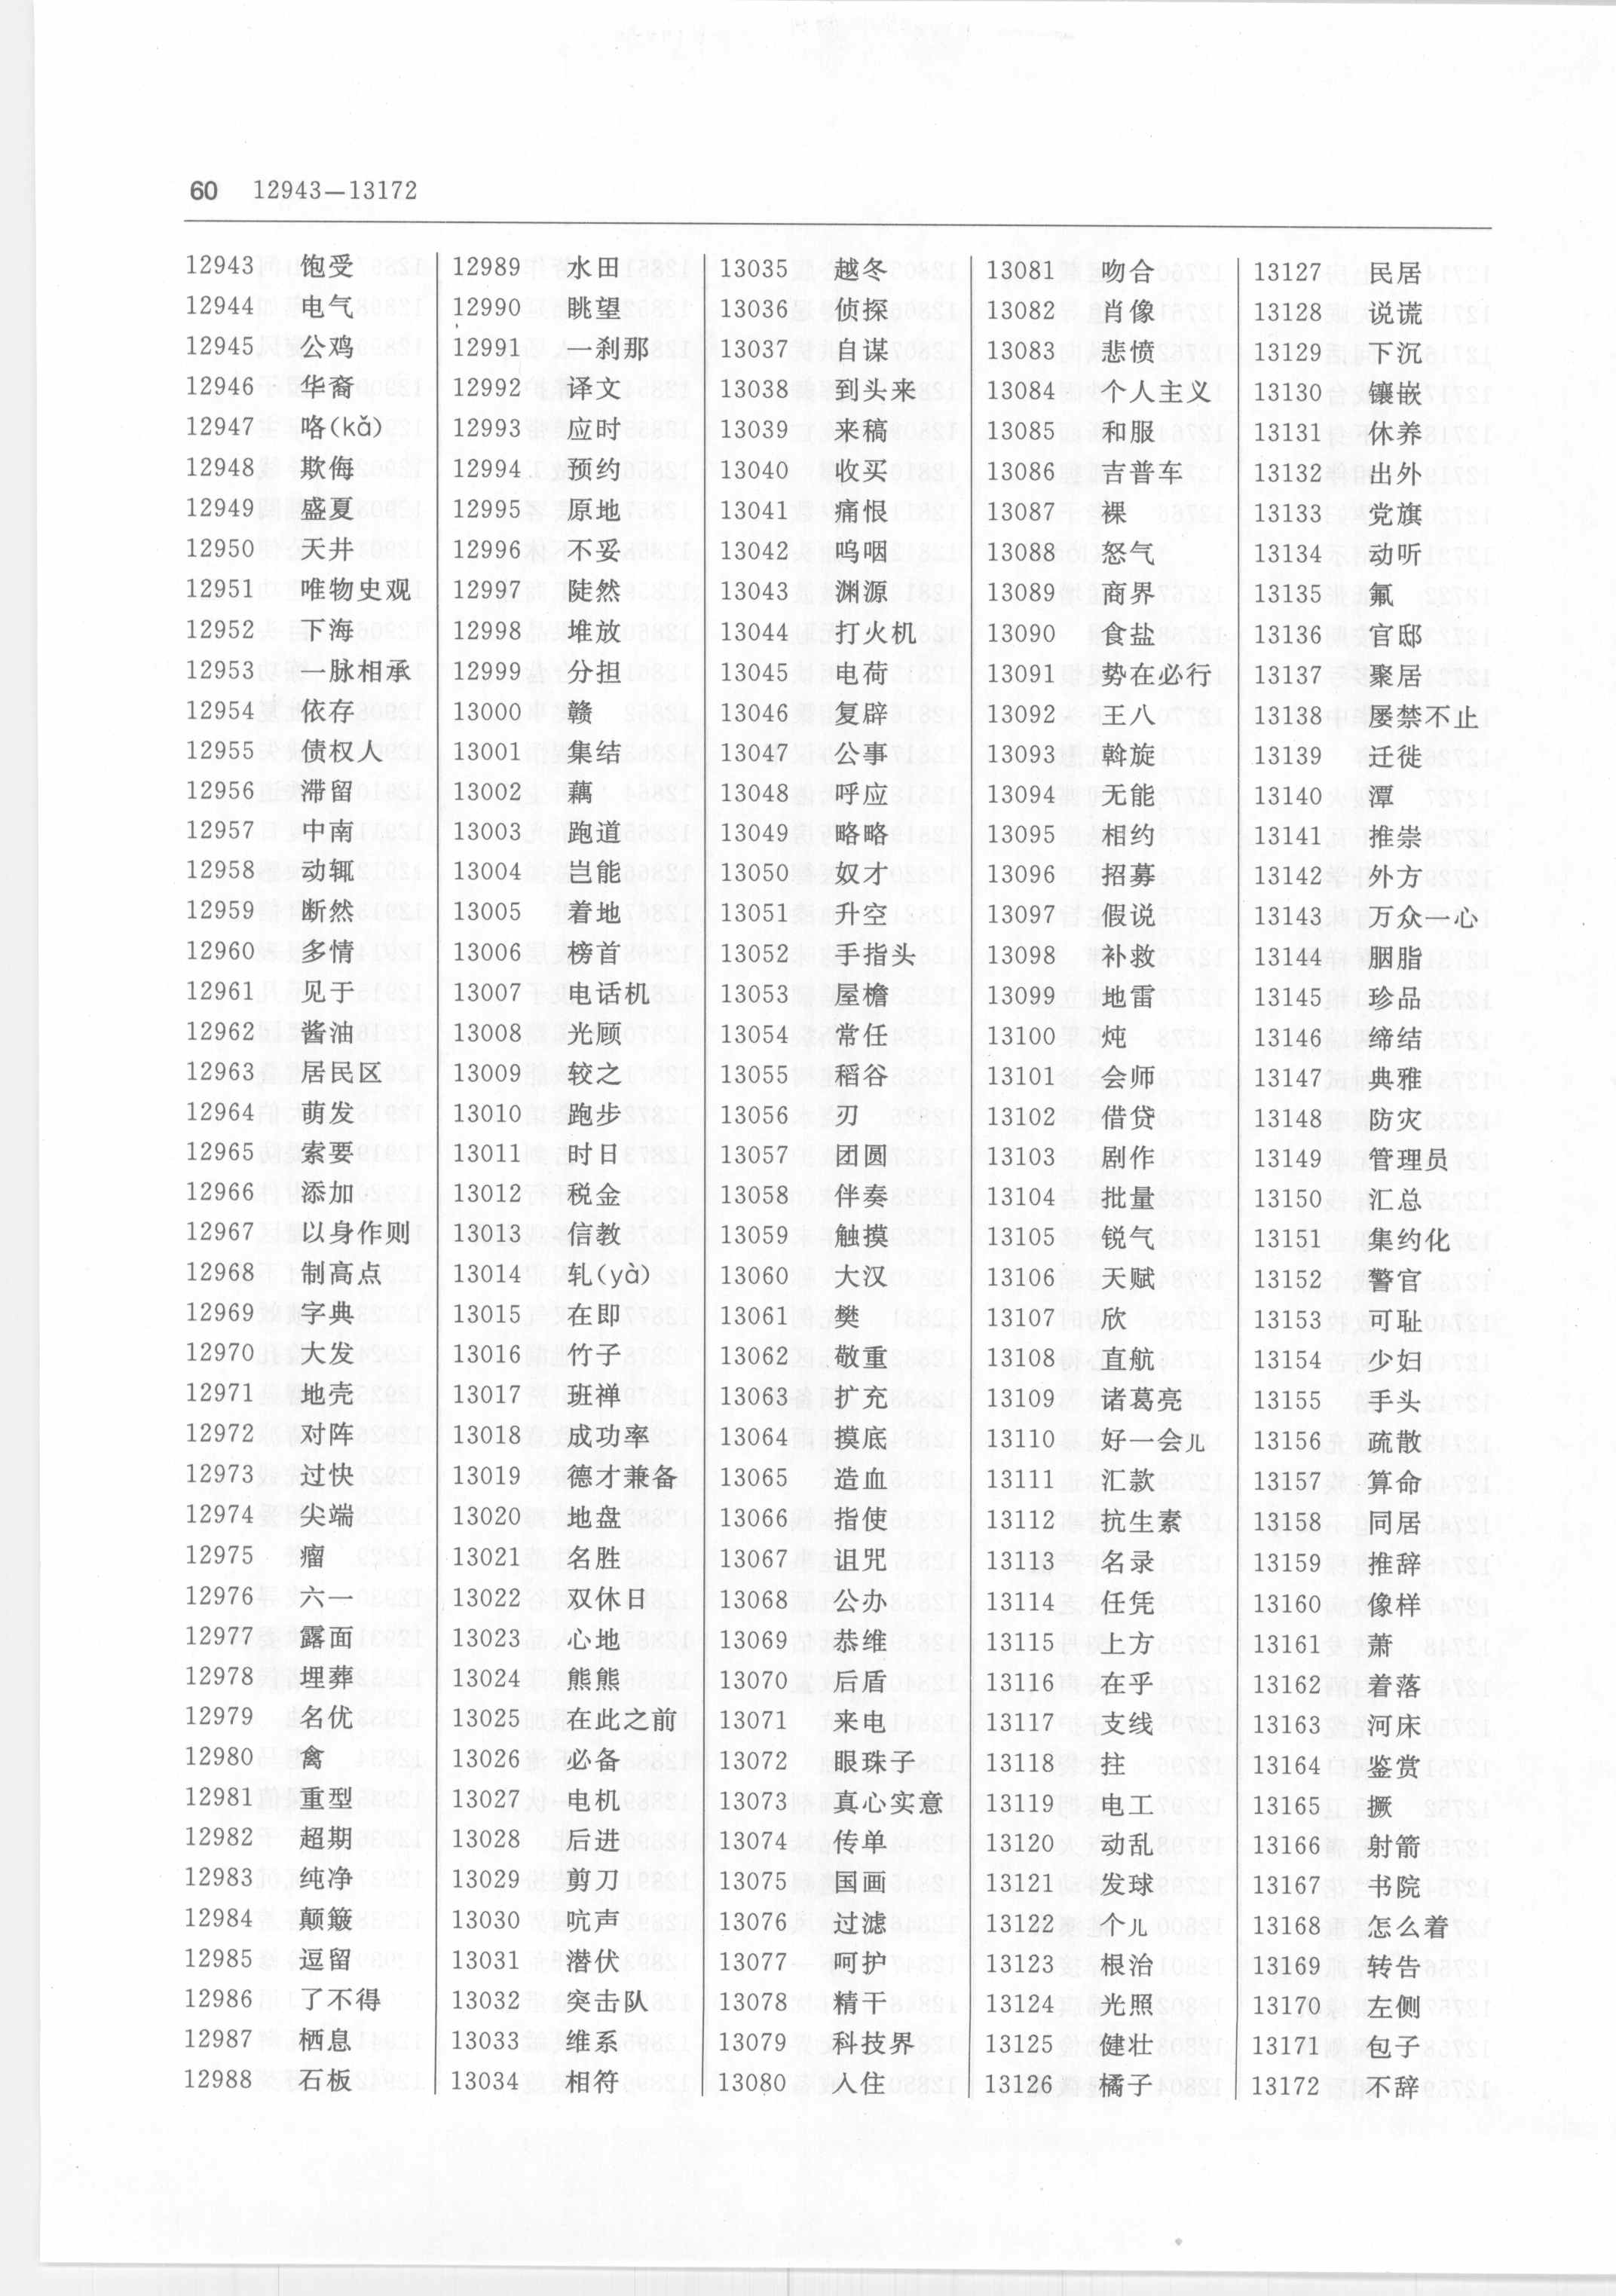 60 12943—13172
12943 饱受
12944 电气
12945 公鸡
12946 华裔
12947 咯(kǎ)
12948 欺侮
12949 盛夏
12950 天井
12951 唯物史观
12952 下海
12953 一脉相承
12954 依存
12955 债权人
12956 滞留
12957 中南
12958 动辄
12959 断然
12960 多情
12961 见于
12962 酱油
12963 居民区
12964 萌发
12965 索要
12966 添加
12967 以身作则
12968 制高点
12969 字典
12970 大发
12971 地壳
12972 对阵
12973 过快
12974 尖端
12975 瘤
12976 六一
12977 露面
12978 埋葬
12979 名优
12980 禽
12981 重型
12982 超期
12983 纯净
12984 颠簸
12985 逗留
12986 了不得
12987 栖息
12988 石板
12989 水田
12990 眺望
12991 一刹那
12992 译文
12993 应时
12994 预约
12995 原地
12996 不妥
12997 陡然
12998 堆放
12999 分担
13000 赣
13001 集结
13002 藕
13003 跑道
13004 岂能
13005 着地
13006 榜首
13007 电话机
13008 光顾
13009 较之
13010 跑步
13011 时日
13012 税金
13013 信教
13014 轧(yà)
13015 在即
13016 竹子
13017 班禅
13018 成功率
13019 德才兼备
13020 地盘
13021 名胜
13022 双休日
13023 心地
13024 熊熊
13025 在此之前
13026 必备
13027 电机
13028 后进
13029 剪刀
13030 吭声
13031 潜伏
13032 突击队
13033 维系
13034 相符
13035 越冬
13036 侦探
13037 自谋
13038 到头来
13039 来稿
13040 收买
13041 痛恨
13042 呜咽
13043 渊源
13044 打火机
13045 电荷
13046 复辟
13047 公事
13048 呼应
13049 略略
13050 奴才
13051 升空
13052 手指头
13053 屋檐
13054 常任
13055 稻谷
13056 刃
13057 团圆
13058 伴奏
13059 触摸
13060 大汉
13061 樊
13062 敬重
13063 扩充
13064 摸底
13065 造血
13066 指使
13067 诅咒
13068 公办
13069 恭维
13070 后盾
13071 来电
13072 眼珠子
13073 真心实意
13074 传单
13075 国画
13076 过滤
13077 呵护
13078 精干
13079 科技界
13080 入住
13081 吻合
13082 肖像
13083 悲愤
13084 个人主义
13085 和服
13086 吉普车
13087 裸
13088 怒气
13089 商界
13090 食盐
13091 势在必行
13092 王八
13093 斡旋
13094 无能
13095 相约
13096 招募
13097 假说
13098 补救
13099 地雷
13100 炖
13101 会师
13102 借贷
13103 剧作
13104 批量
13105 锐气
13106 天赋
13107 欣
13108 直航
13109 诸葛亮
13110 好一会儿
13111 汇款
13112 抗生素
13113 名录
13114 任凭
13115 上方
13116 在乎
13117 支线
13118 拄
13119 电工
13120 动乱
13121 发球
13122 个儿
13123 根治
13124 光照
13125 健壮
13126 橘子
13127 民居
13128 说谎
13129 下沉
13130 镶嵌
13131 休养
13132 出外
13133 党旗
13134 动听
13135 氟
13136 官邸
13137 聚居
13138 屡禁不止
13139 迁徙
13140 潭
13141 推崇
13142 外方
13143 万众一心
13144 胭脂
13145 珍品
13146 缔结
13147 典雅
13148 防灾
13149 管理员
13150 汇总
13151 集约化
13152 警官
13153 可耻
13154 少妇
13155 手头
13156 疏散
13157 算命
13158 同居
13159 推辞
13160 像样
13161 萧
13162 着落
13163 河床
13164 鉴赏
13165 撅
13166 射箭
13167 书院
13168 怎么着
13169 转告
13170 左侧
13171 包子
13172 不辞